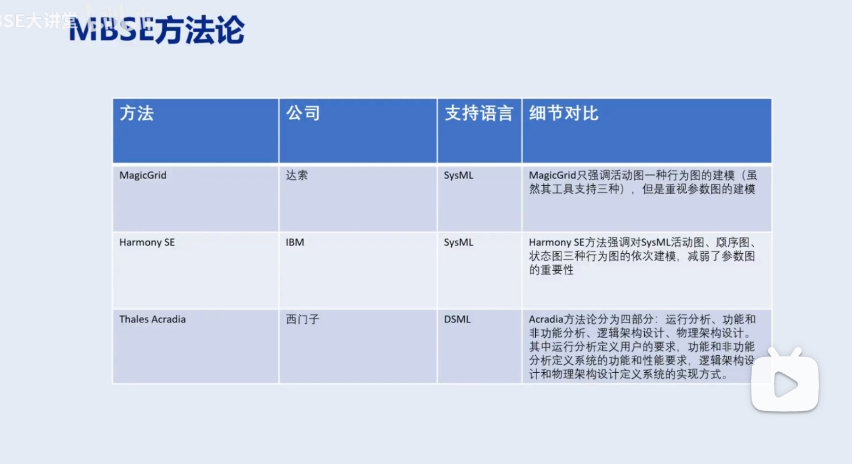 BSE大讲堂
MBSE方法论
方法 公司 支持语言 细节对比
MagicGrid 达索 SysML MagicGrid只强调活动图一种行为图的建模（虽
然其工具支持三种），但是重视参数图的建模
Harmony SE IBM SysML Harmony SE方法强调对SysML活动图、顺序图、
状态图三种行为图的依次建模，减弱了参数图
的重要性
Thales Acradia 西门子 DSML Acradia方法论分为四部分：运行分析、功能和
非功能分析、逻辑架构设计、物理架构设计。
其中运行分析定义用户的要求，功能和非功能
分析定义系统的功能和性能要求，逻辑架构设
计和物理架构设计定义系统的实现方式。